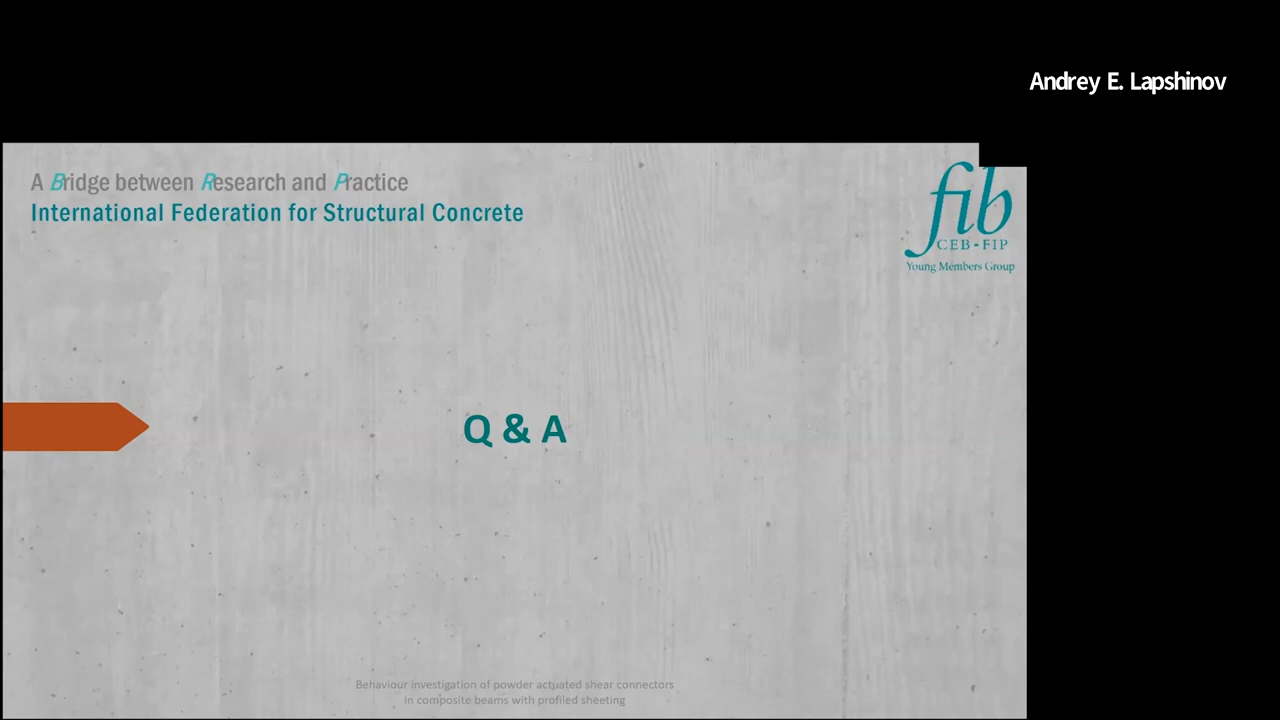 Andrey E. Lapshinov
A Bridge between Research and Practice
International Federation for Structural Concrete
fib
CEB-FIP
Young Members Group
Q & A
Behaviour investigation of powder actuated shear connectors
in composite beams with profiled sheeting